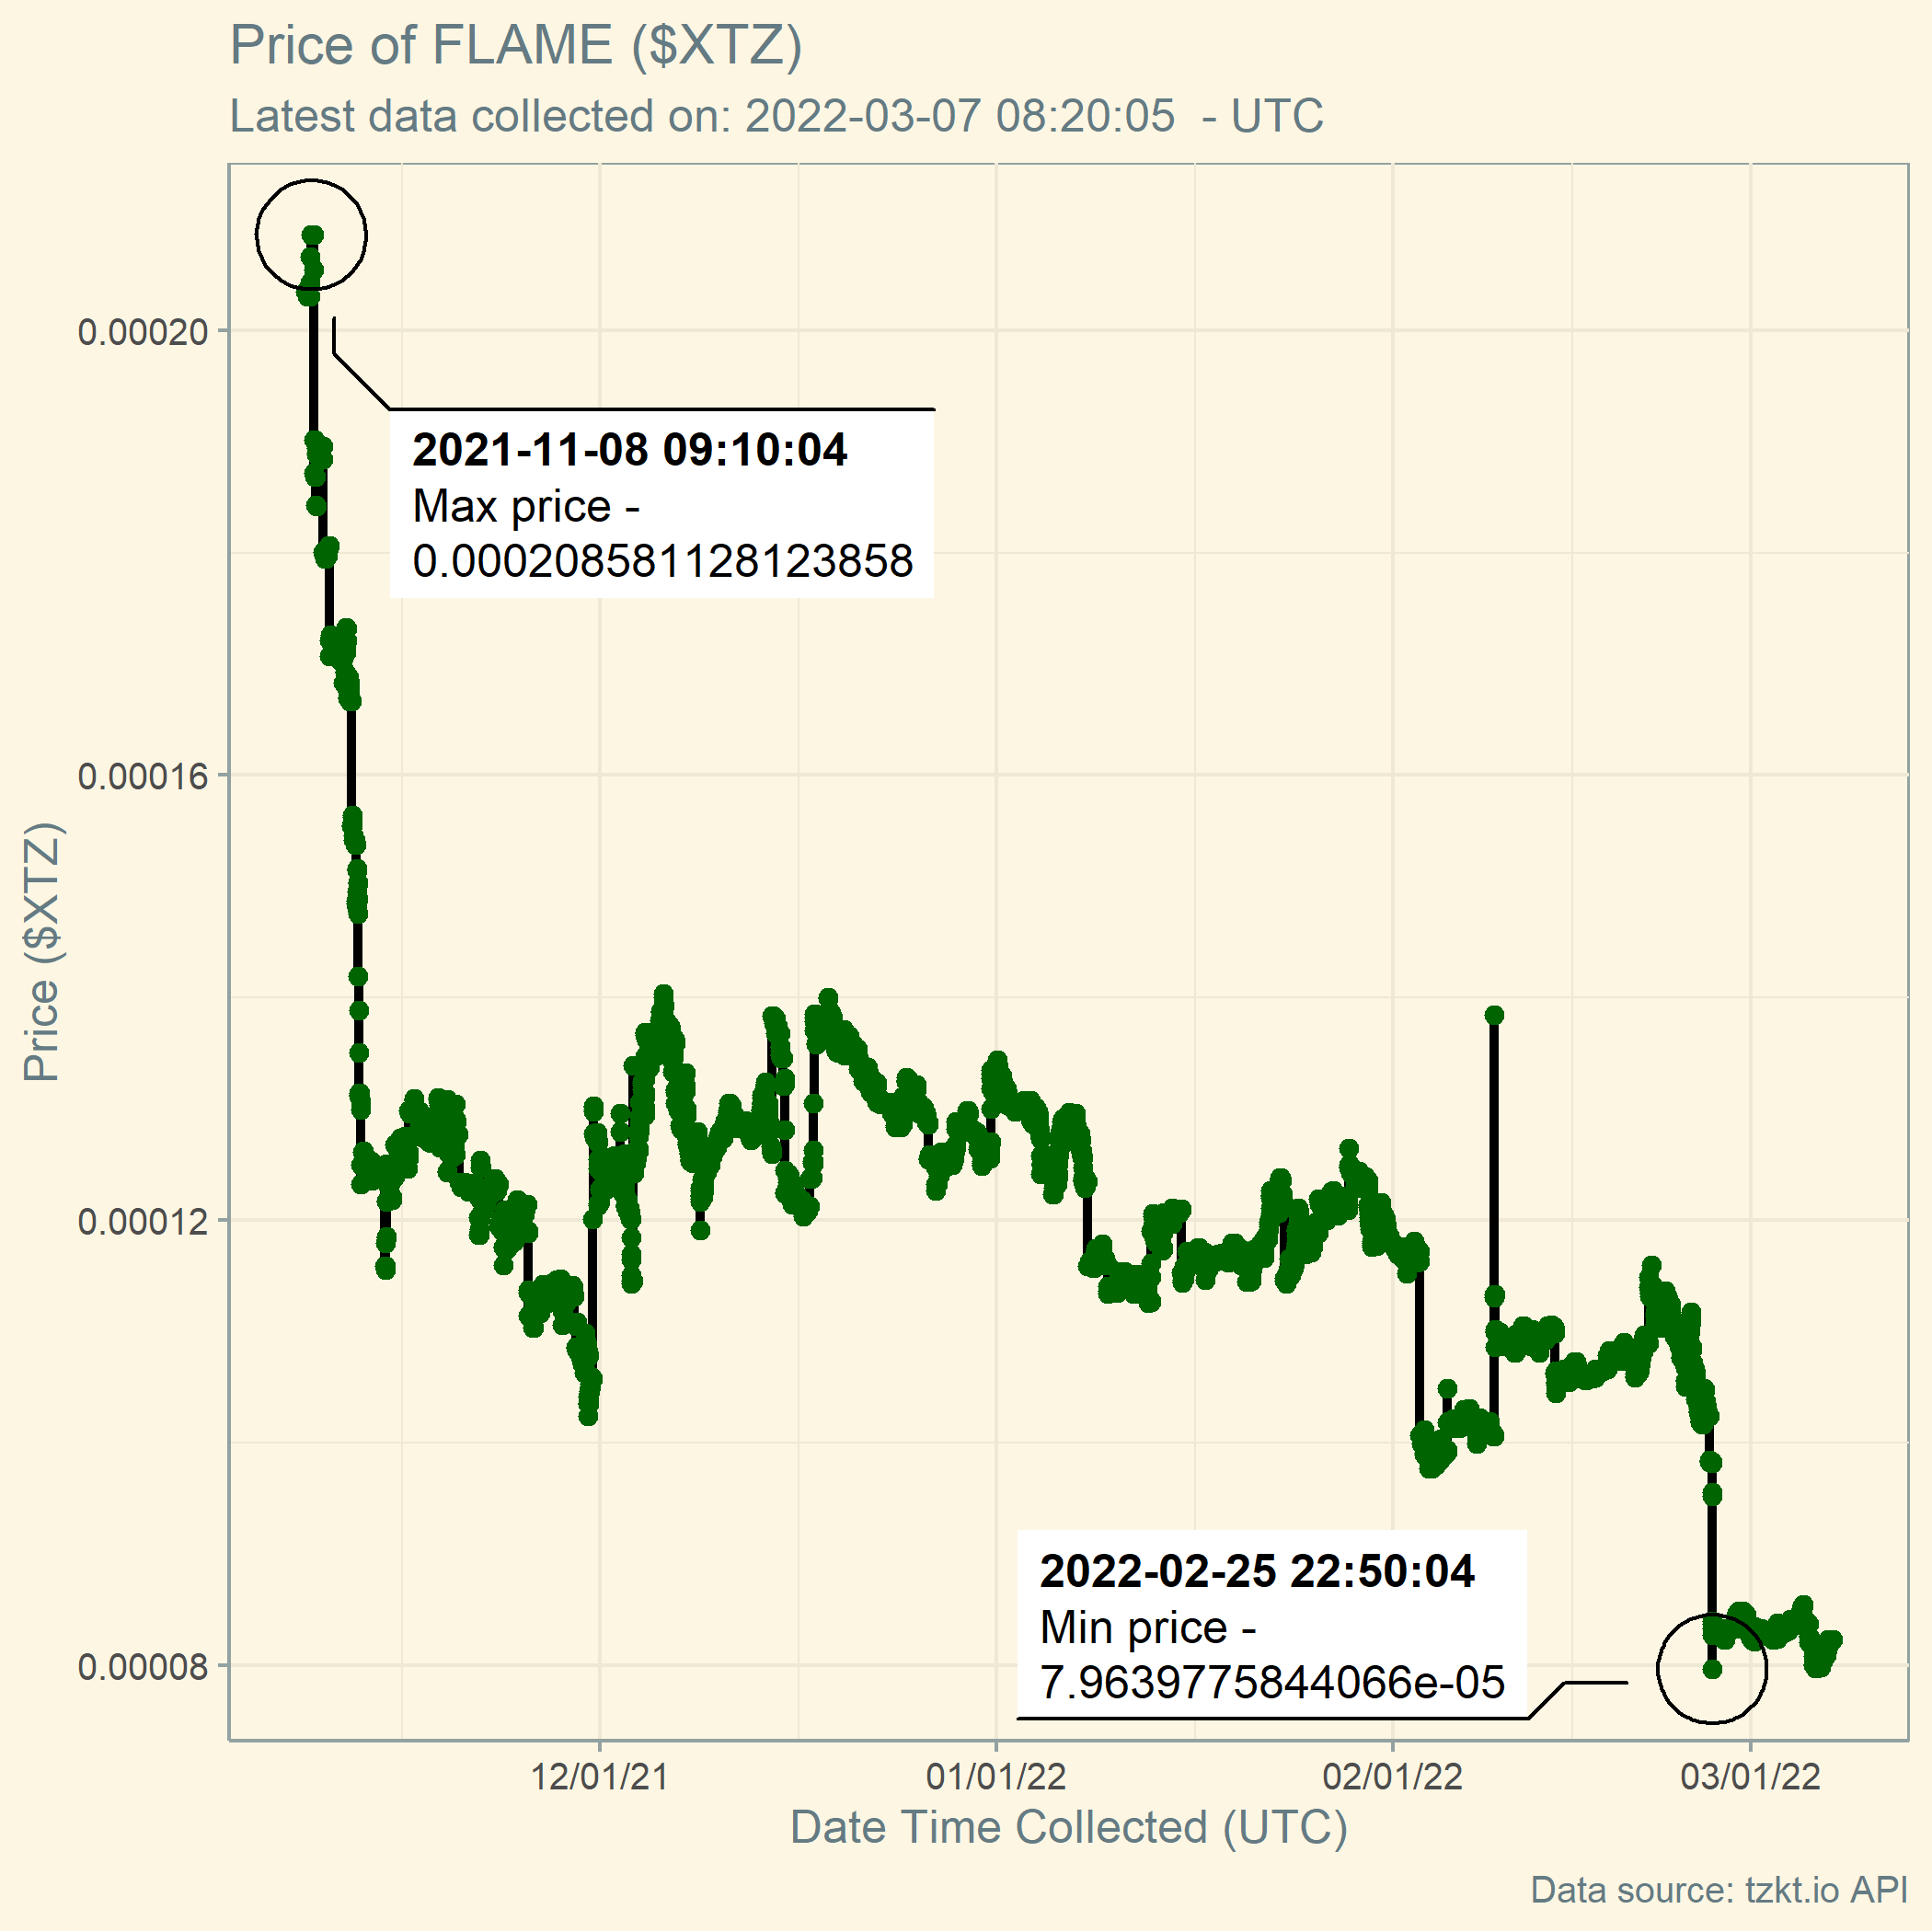 Price of FLAME ($XTZ)
Latest data collected on: 2022-03-07 08:20:05  - UTC
Price ($XTZ)
0.00020
0.00016
0.00012
0.00008
2021-11-08 09:10:04
Max price -
0.000208581128123858
2022-02-25 22:50:04
Min price -
7.9639775844066e-05
12/01/21
01/01/22
02/01/22
03/01/22
Date Time Collected (UTC)
Data source: tzkt.io API